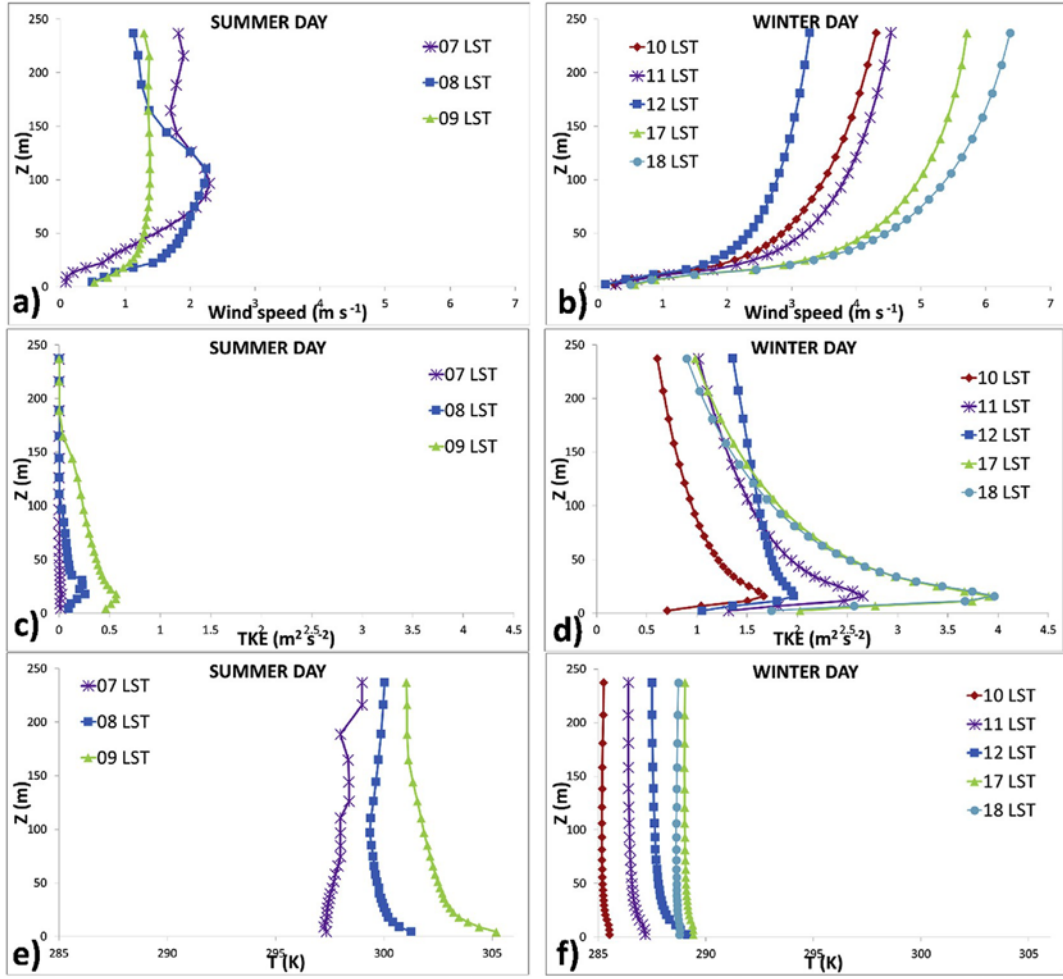 SUMMER DAY
250
200
150
100
50
0
Z (m)
07 LST
08 LST
09 LST
0 1 2 3 4 5 6 7
Wind speed (m s⁻¹)
a)
WINTER DAY
250
200
150
100
50
0
Z (m)
10 LST
11 LST
12 LST
17 LST
18 LST
0 1 2 3 4 5 6 7
Wind speed (m s⁻¹)
b)
SUMMER DAY
250
200
150
100
50
0
Z (m)
07 LST
08 LST
09 LST
0 0.5 1 1.5 2 2.5 3 3.5 4 4.5
TKE (m² s⁻²)
c)
WINTER DAY
250
200
150
100
50
0
Z (m)
10 LST
11 LST
12 LST
17 LST
18 LST
0 0.5 1 1.5 2 2.5 3 3.5 4 4.5
TKE (m² s⁻²)
d)
SUMMER DAY
250
200
150
100
50
0
Z (m)
07 LST
08 LST
09 LST
285 290 295 300 305
T (K)
e)
WINTER DAY
250
200
150
100
50
0
Z (m)
10 LST
11 LST
12 LST
17 LST
18 LST
285 290 295 300 305
T (K)
f)